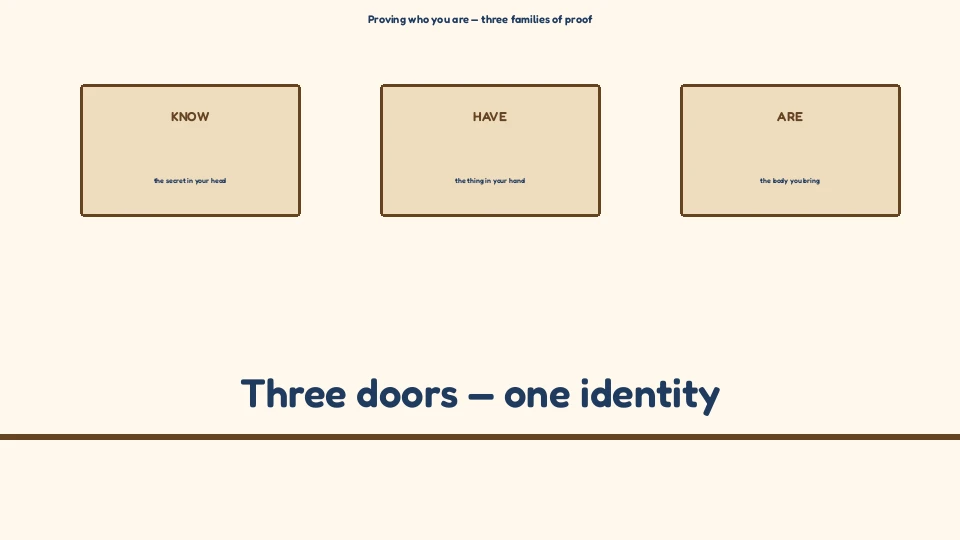 Proving who you are — three families of proof
KNOW
HAVE
ARE
the secret in your head
the thing in your hand
the body you bring
Three doors — one identity